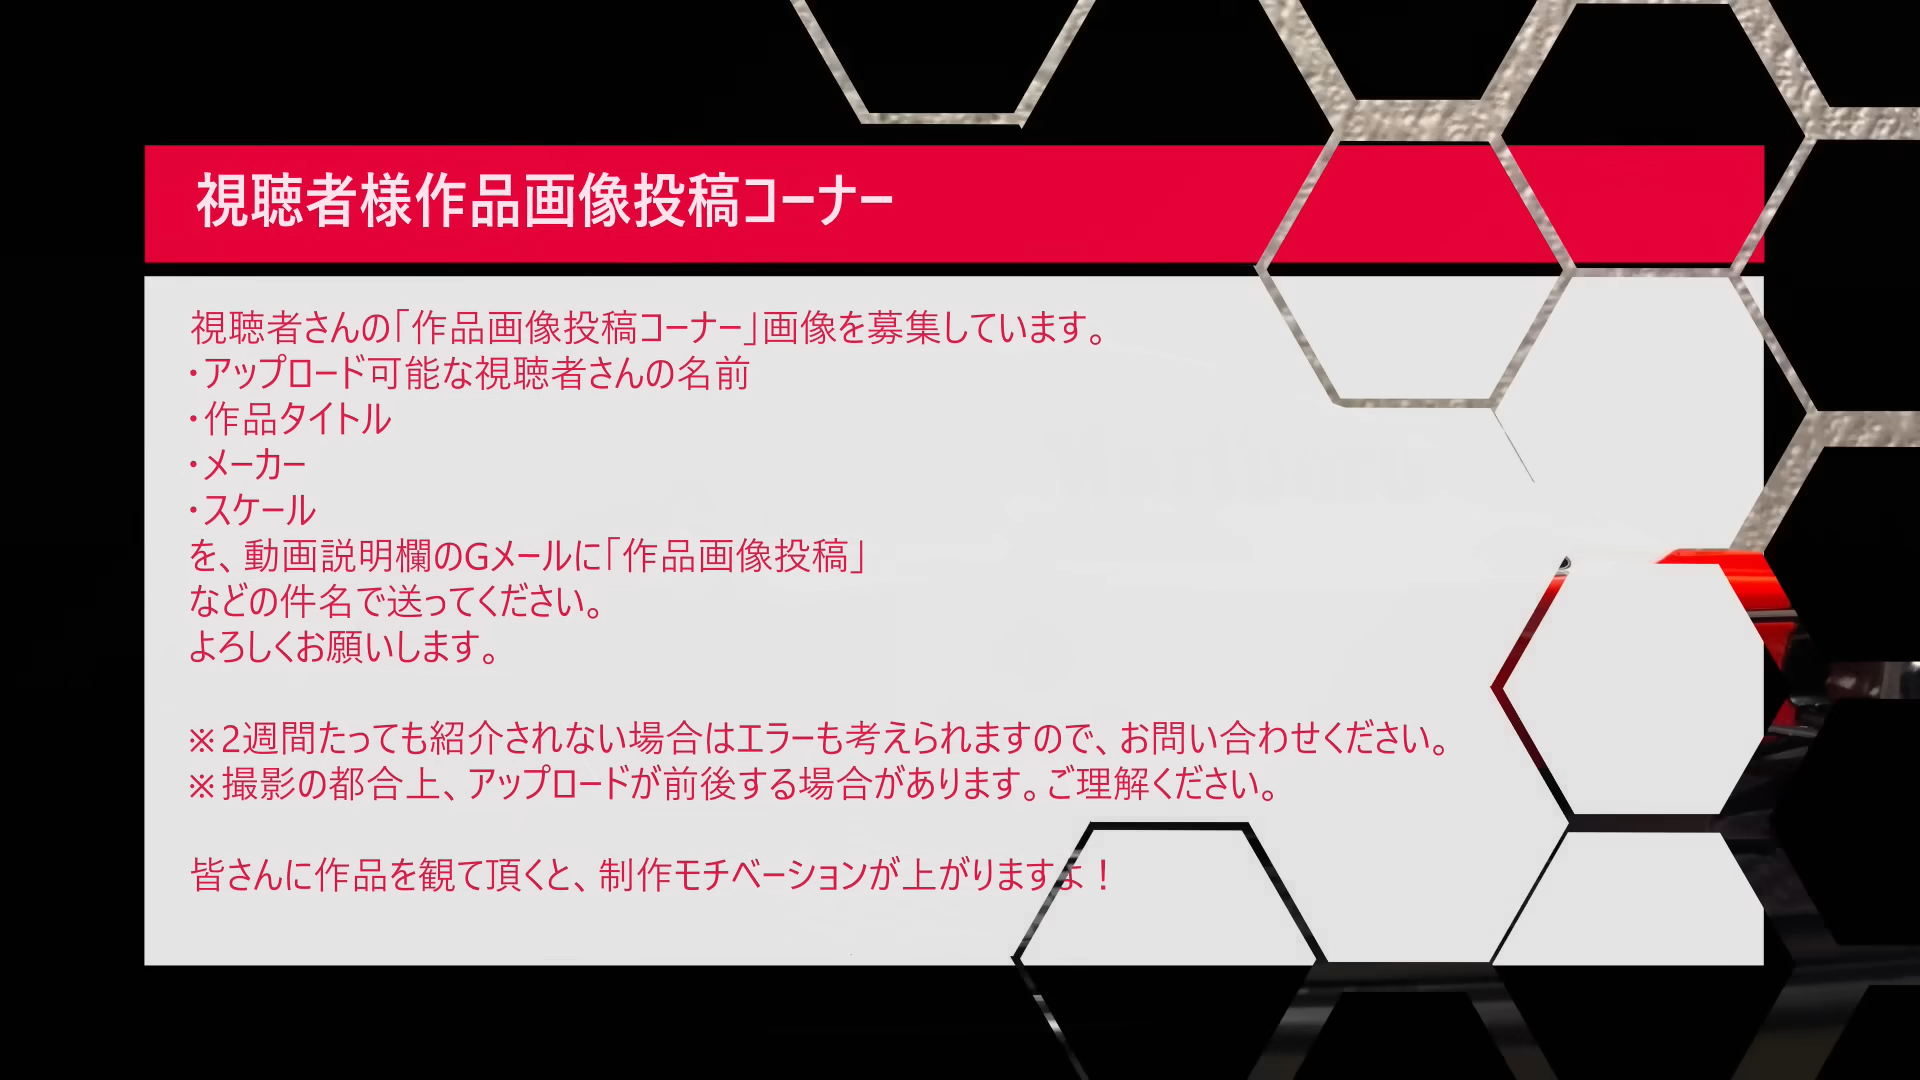 視聴者様作品画像投稿コーナー
視聴者さんの「作品画像投稿コーナー」画像を募集しています。
・アップロード可能な視聴者さんの名前
・作品タイトル
・メーカー
・スケール
を、動画説明欄のGメールに「作品画像投稿」
などの件名で送ってください。
よろしくお願いします。
※2週間たっても紹介されない場合はエラーも考えられますので、お問い合わせください。
※撮影の都合上、アップロードが前後する場合があります。ご理解ください。
皆さんに作品を観て頂くと、制作モチベーションが上がりますよ！